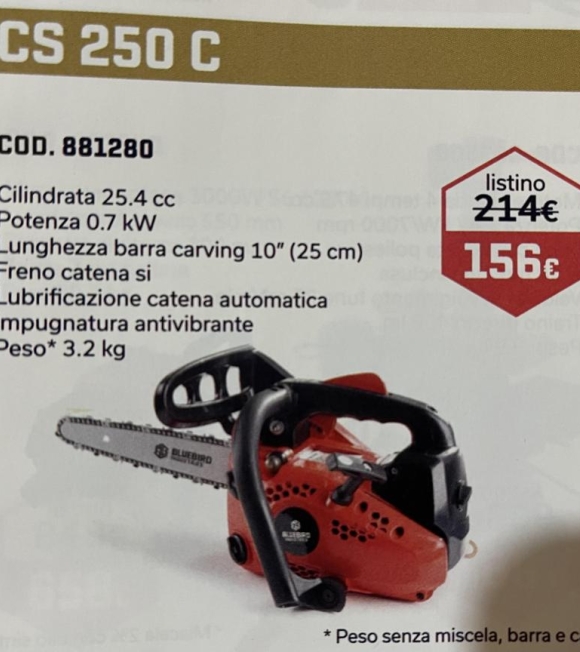 CS 250 C
COD. 881280
Cilindrata 25.4 cc
Potenza 0.7 kW
Lunghezza barra carving 10" (25 cm)
Freno catena si
Lubrificazione catena automatica
mpugnatura antivibrante
Peso* 3.2 kg
listino
214€
156€
BLUEBIRD
INDUSTRIES
BLUEBIRD
INDUSTRIES
* Peso senza miscela, barra e c